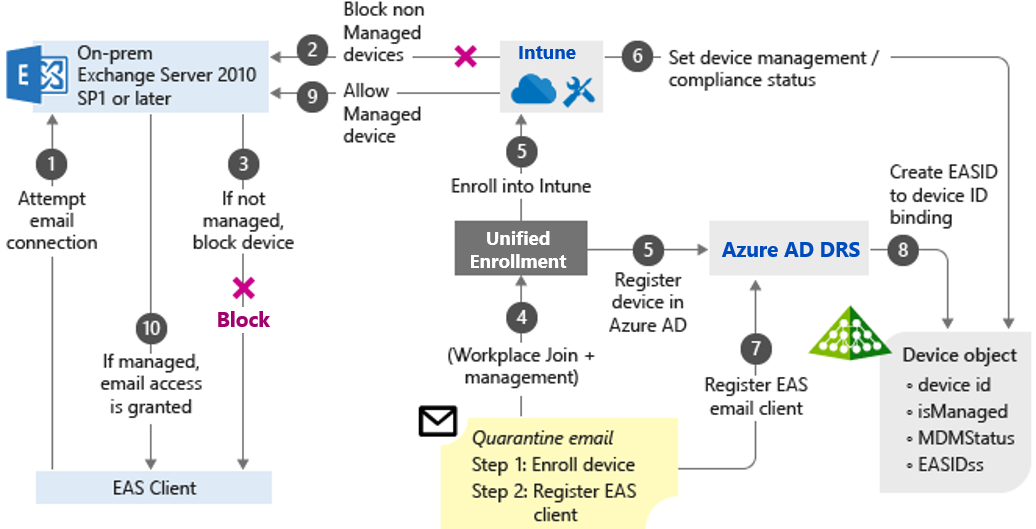 Block non
Managed
devices
2
On-prem
Exchange Server 2010
SP1 or later
E
Intune
6
Set device management /
compliance status
9
Allow
Managed
device
1
Attempt
email
connection
3
If not
managed,
block device
5
Enroll into Intune
Create EASID
to device ID
binding
Unified
Enrollment
5
Register
device in
Azure AD
Azure AD DRS
8
Block
10
If managed,
email access
is granted
4
(Workplace Join +
management)
7
Register EAS
email client
Device object
◦ device id
◦ isManaged
◦ MDMStatus
◦ EASIDss
Quarantine email
Step 1: Enroll device
Step 2: Register EAS
client
EAS Client